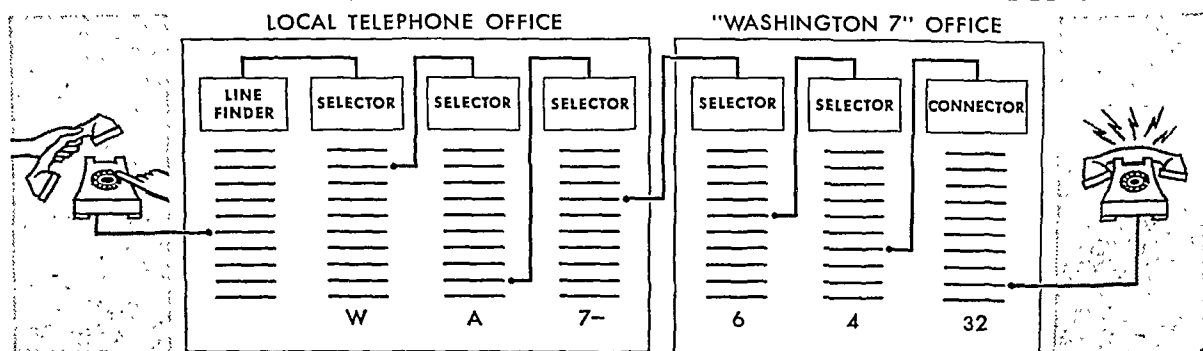 LOCAL TELEPHONE OFFICE
"WASHINGTON 7" OFFICE
LINE
FINDER
SELECTOR
SELECTOR
SELECTOR
SELECTOR
SELECTOR
CONNECTOR
W
A
7–
6
4
32